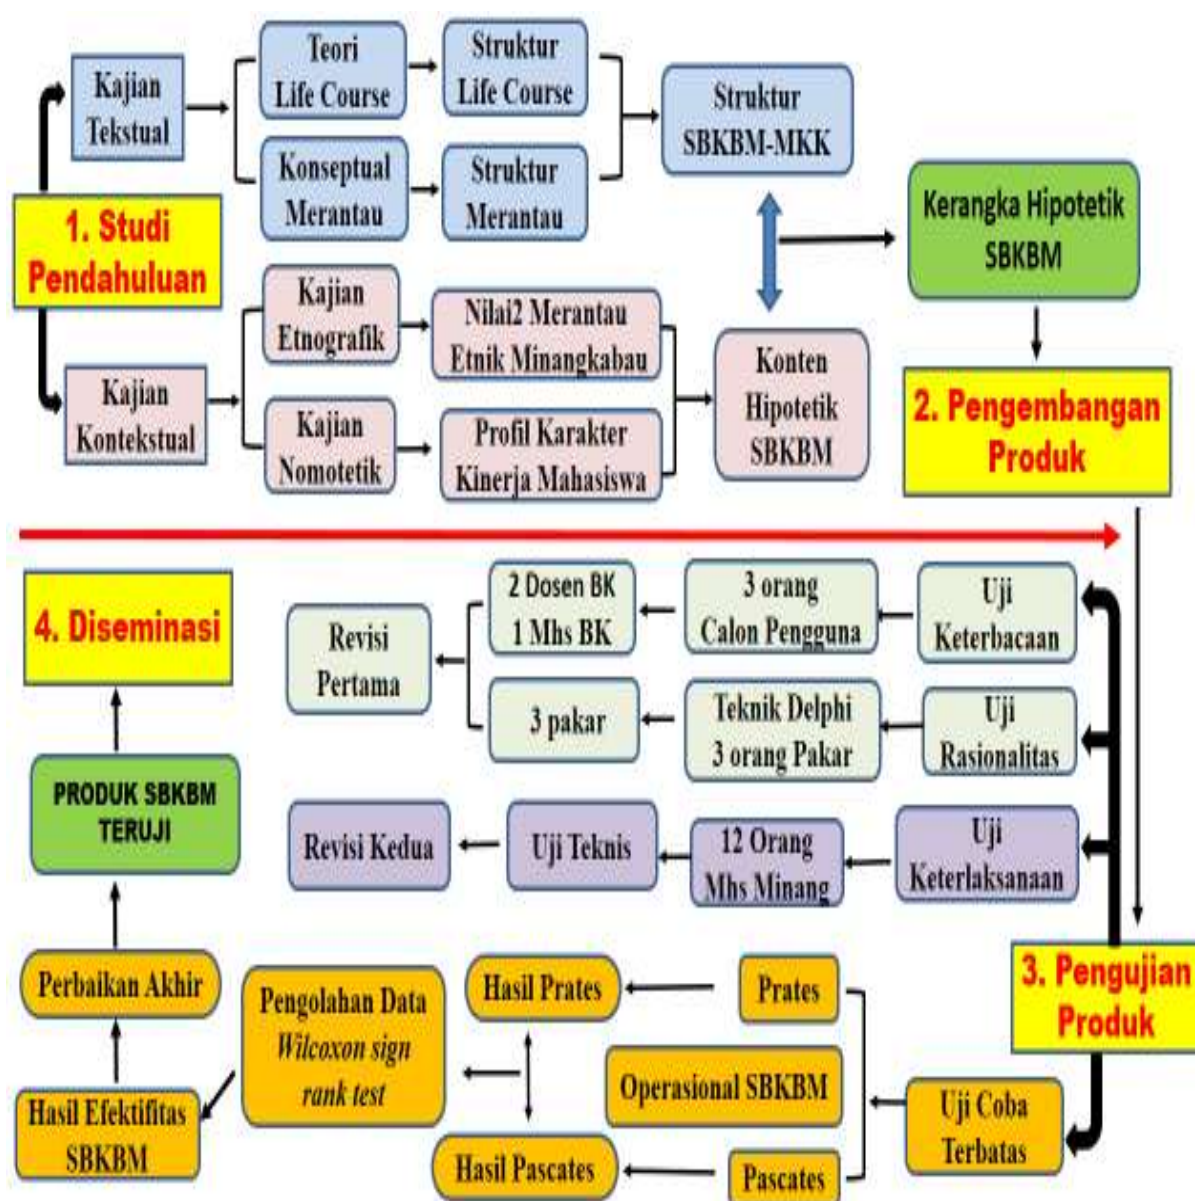 Kajian
Tekstual
Teori
Life Course
Struktur
Life Course
Konseptual
Merantau
Struktur
Merantau
Struktur
SBKBM-MKK
1. Studi
Pendahuluan
Kerangka Hipotetik
SBKBM
Kajian
Kontekstual
Kajian
Etnografik
Nilai2 Merantau
Etnik Minangkabau
Kajian
Nomotetik
Profil Karakter
Kinerja Mahasiswa
Konten
Hipotetik
SBKBM
2. Pengembangan
Produk
4. Diseminasi
Revisi
Pertama
2 Dosen BK
1 Mhs BK
3 orang
Calon Pengguna
Uji
Keterbacaan
3 pakar
Teknik Delphi
3 orang Pakar
Uji
Rasionalitas
PRODUK SBKBM
TERUJI
Revisi Kedua
Uji Teknis
12 Orang
Mhs Minang
Uji
Keterlaksanaan
3. Pengujian
Produk
Perbaikan Akhir
Pengolahan Data
Wilcoxon sign
rank test
Hasil Prates
Prates
Operasional SBKBM
Uji Coba
Terbatas
Hasil Efektifitas
SBKBM
Hasil Pascates
Pascates